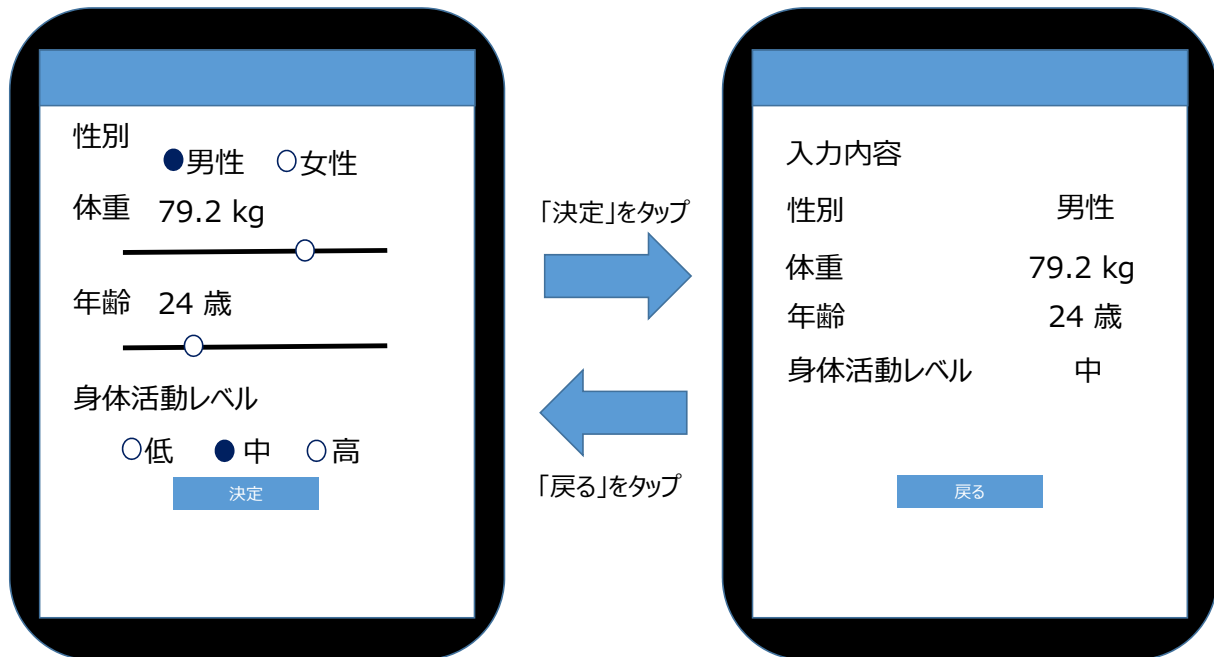 性別
●男性 ○女性
体重 79.2 kg
年齢 24 歳
身体活動レベル
○低 ●中 ○高
決定
「決定」をタップ
「戻る」をタップ
入力内容
性別 男性
体重 79.2 kg
年齢 24 歳
身体活動レベル 中
戻る